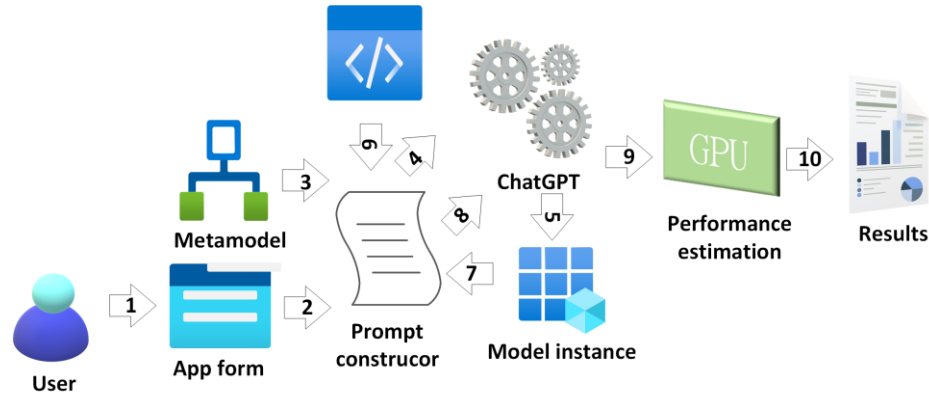 </>
6
4
ChatGPT
9
GPU
10
3
Metamodel
8
5
Performance
estimation
Results
1
2
7
User
App form
Prompt
construcor
Model instance